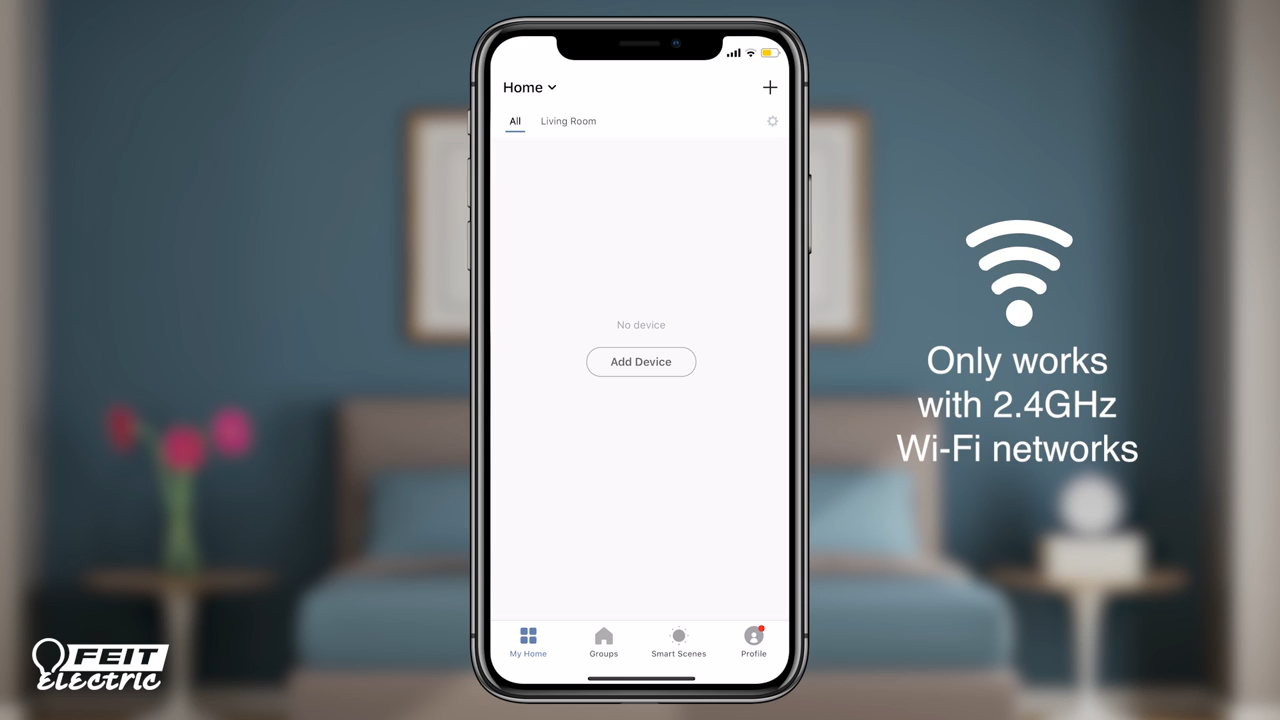 Home
All
Living Room
No device
Add Device
My Home
Groups
Smart Scenes
Profile
Only works
with 2.4GHz
Wi-Fi networks
FEIT
Electric